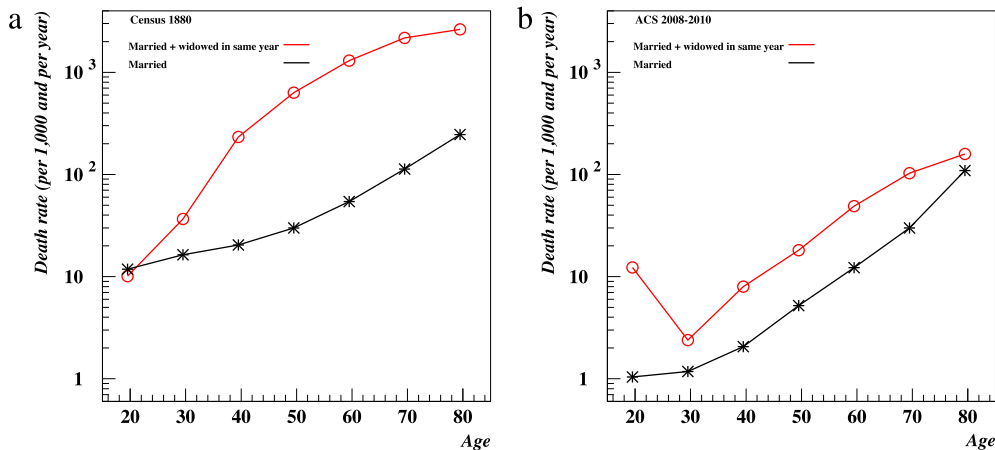 a
Census 1880
Married + widowed in same year
Married
Death rate (per 1,000 and per year)
10 3
10 2
10
1
20 30 40 50 60 70 80
Age
b
ACS 2008-2010
Married + widowed in same year
Married
Death rate (per 1,000 and per year)
10 3
10 2
10
1
20 30 40 50 60 70 80
Age